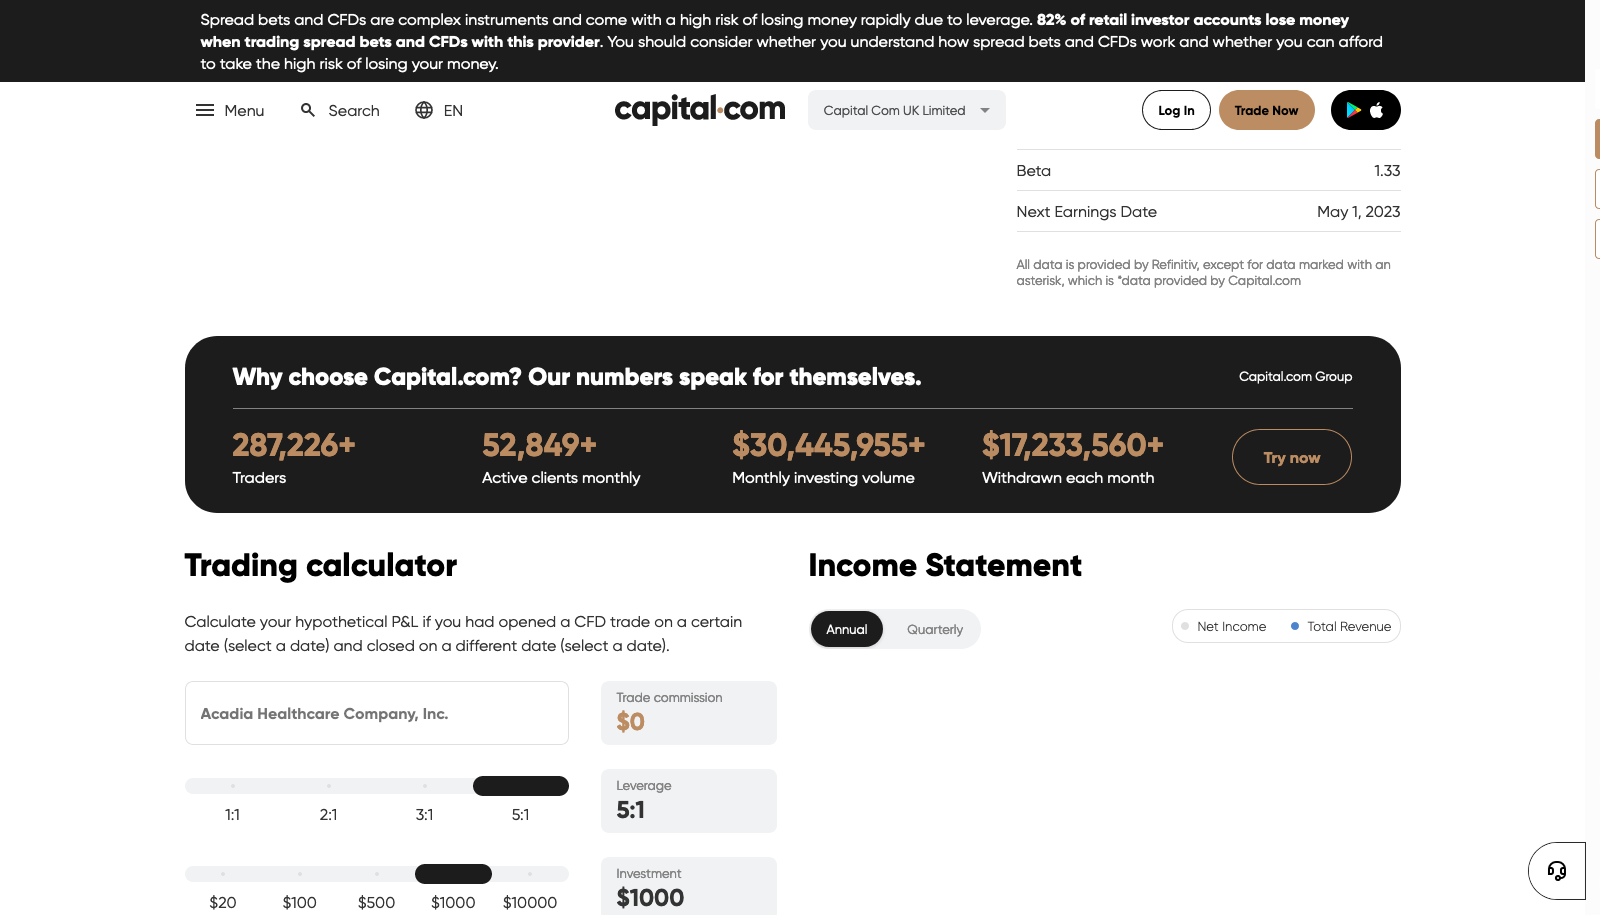 Spread bets and CFDs are complex instruments and come with a high risk of losing money rapidly due to leverage. 82% of retail investor accounts lose money
when trading spread bets and CFDs with this provider. You should consider whether you understand how spread bets and CFDs work and whether you can afford
to take the high risk of losing your money.
Menu
Search
EN
capital.com
Capital Com UK Limited
Log In
Trade Now
Beta 1.33
Next Earnings Date May 1, 2023
All data is provided by Refinitiv, except for data marked with an
asterisk, which is *data provided by Capital.com
Why choose Capital.com? Our numbers speak for themselves.
Capital.com Group
287,226+
Traders
52,849+
Active clients monthly
$30,445,955+
Monthly investing volume
$17,233,560+
Withdrawn each month
Try now
Trading calculator
Calculate your hypothetical P&L if you had opened a CFD trade on a certain
date (select a date) and closed on a different date (select a date).
Acadia Healthcare Company, Inc.
Trade commission
$0
1:1 2:1 3:1 5:1
Leverage
5:1
$20 $100 $500 $1000 $10000
Investment
$1000
Income Statement
Annual
Quarterly
Net Income
Total Revenue